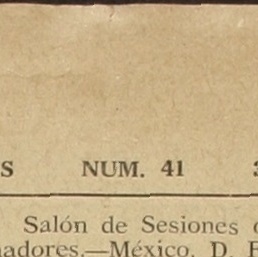 S NUM. 41
Salón de Sesiones
nadores.—México, D. F